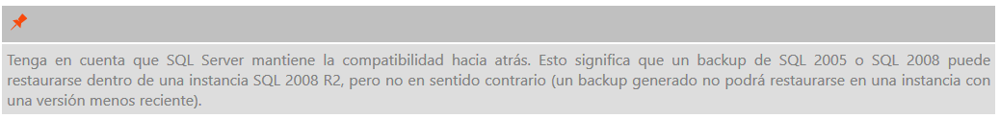 Tenga en cuenta que SQL Server mantiene la compatibilidad hacia atrás. Esto significa que un backup de SQL 2005 o SQL 2008 puede
restaurarse dentro de una instancia SQL 2008 R2, pero no en sentido contrario (un backup generado no podrá restaurarse en una instancia con
una versión menos reciente).